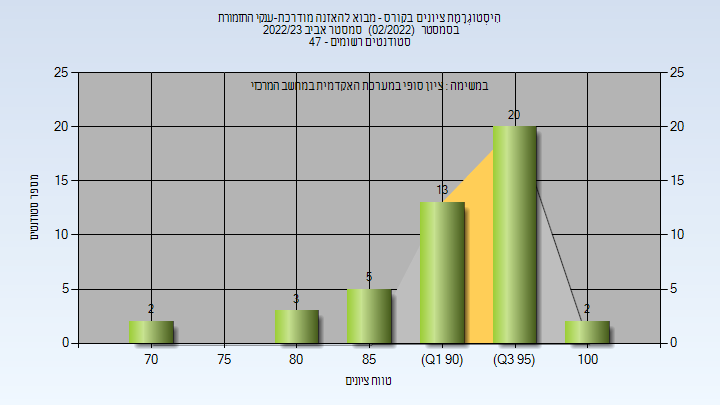 היסטוגרמת ציונים בקורס - מבוא להאזנה מודרכת-ענקי התזמורת
בסמסטר (02/2022) סמסטר אביב 2022/23
סטודנטים רשומים - 47
במשימה : ציון סופי במערכת האקדמית במחשב המרכזי
25 25
20 20
15 15
10 10
5 5
0 0
מספר סטודנטים
2 3 5 13 20 2
70 75 80 85 (Q1 90) (Q3 95) 100
טווח ציונים